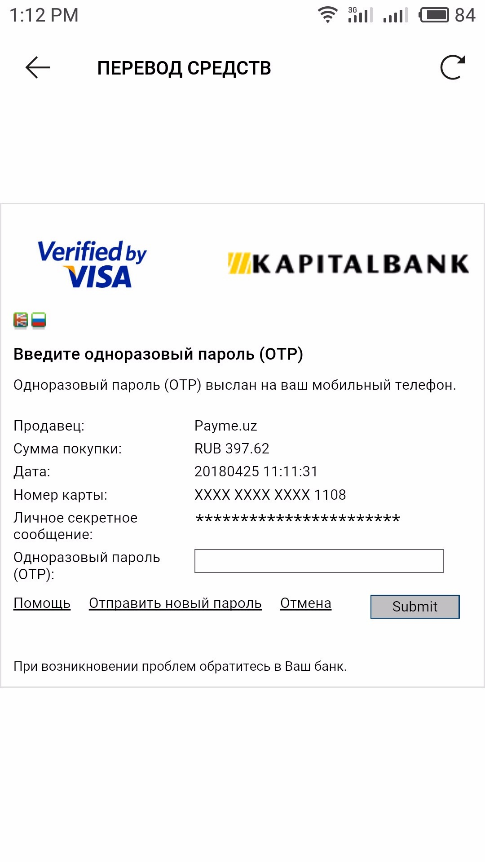 1:12 PM 3G 84
ПЕРЕВОД СРЕДСТВ
Verified by
VISA
KAPITALBANK
Введите одноразовый пароль (OTP)
Одноразовый пароль (OTP) выслан на ваш мобильный телефон.
Продавец: Payme.uz
Сумма покупки: RUB 397.62
Дата: 20180425 11:11:31
Номер карты: XXXX XXXX XXXX 1108
Личное секретное ***********************
сообщение:
Одноразовый пароль
(OTP):
Помощь Отправить новый пароль Отмена Submit
При возникновении проблем обратитесь в Ваш банк.